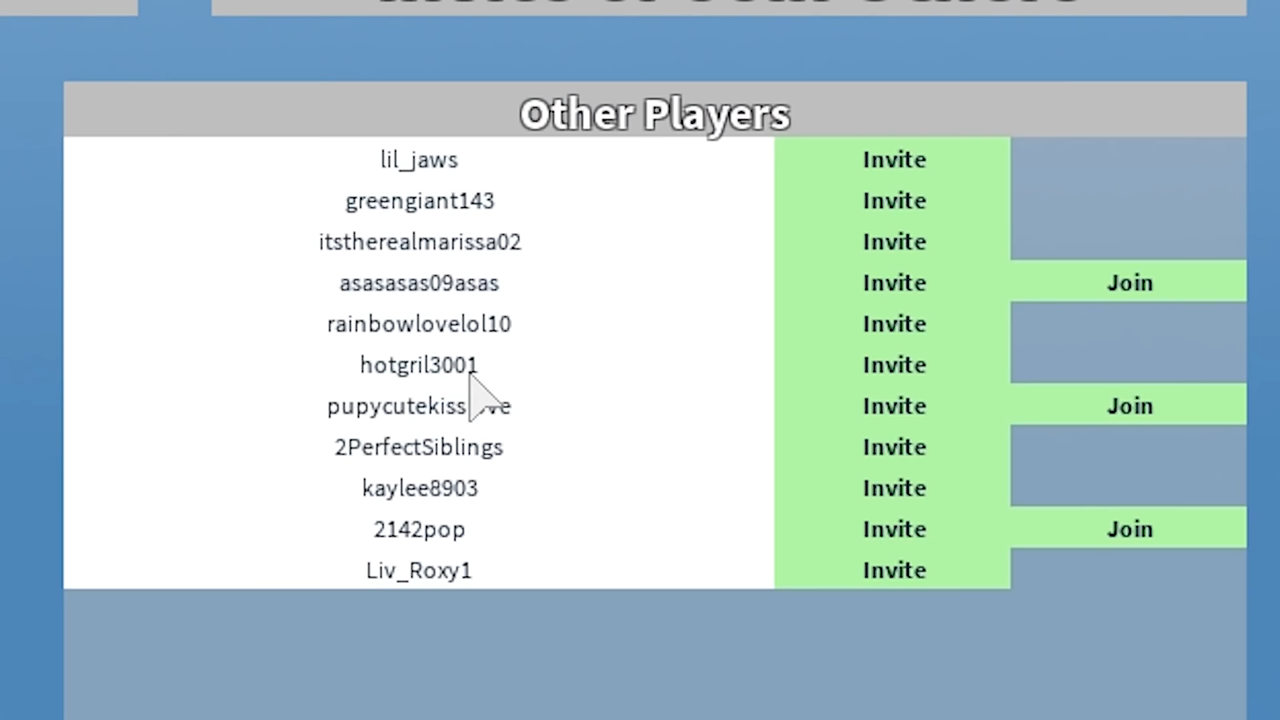 Other Players
lil_jaws Invite
greengiant143 Invite
itstherealmarissa02 Invite
asasasas09asas Invite Join
rainbowlovelol10 Invite
hotgril3001 Invite
Invite Join
2PerfectSiblings Invite
kaylee8903 Invite
2142pop Invite Join
Liv_Roxy1 Invite